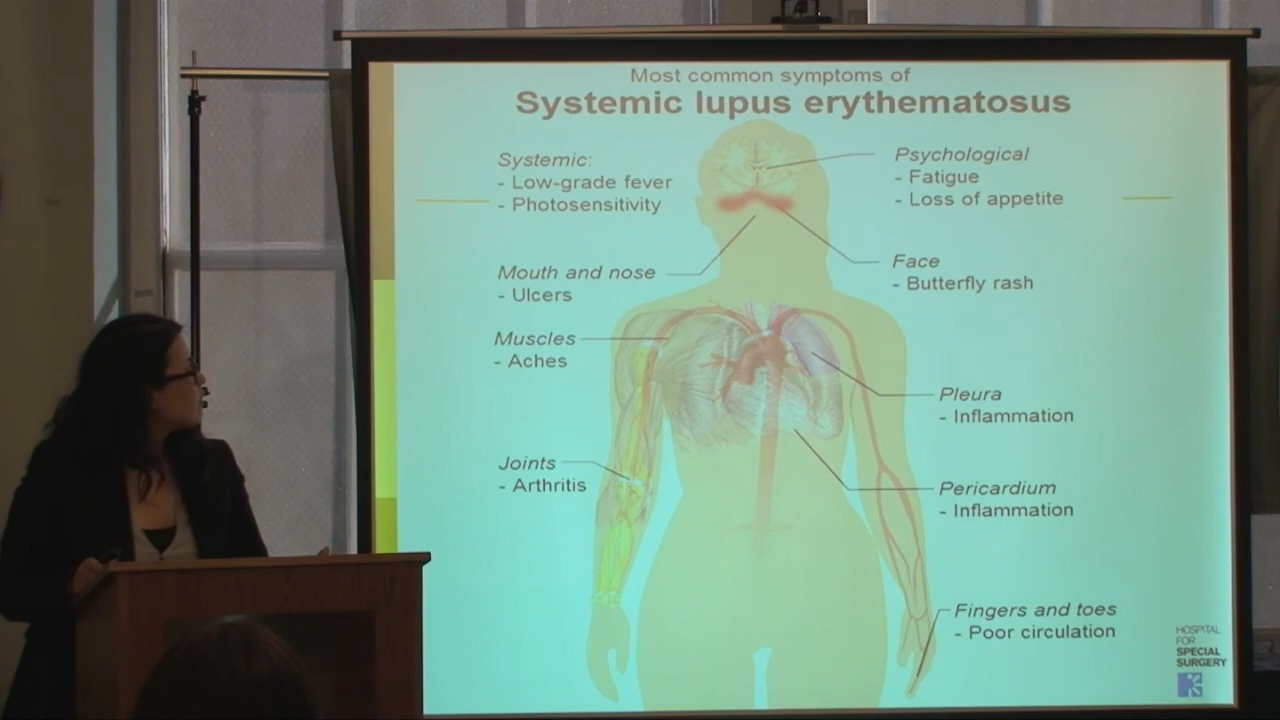 Most common symptoms of
Systemic lupus erythematosus
Systemic:
- Low-grade fever
- Photosensitivity
Psychological
- Fatigue
- Loss of appetite
Mouth and nose
- Ulcers
Face
- Butterfly rash
Muscles
- Aches
Pleura
- Inflammation
Joints
- Arthritis
Pericardium
- Inflammation
Fingers and toes
- Poor circulation
HOSPITAL
FOR
SPECIAL
SURGERY